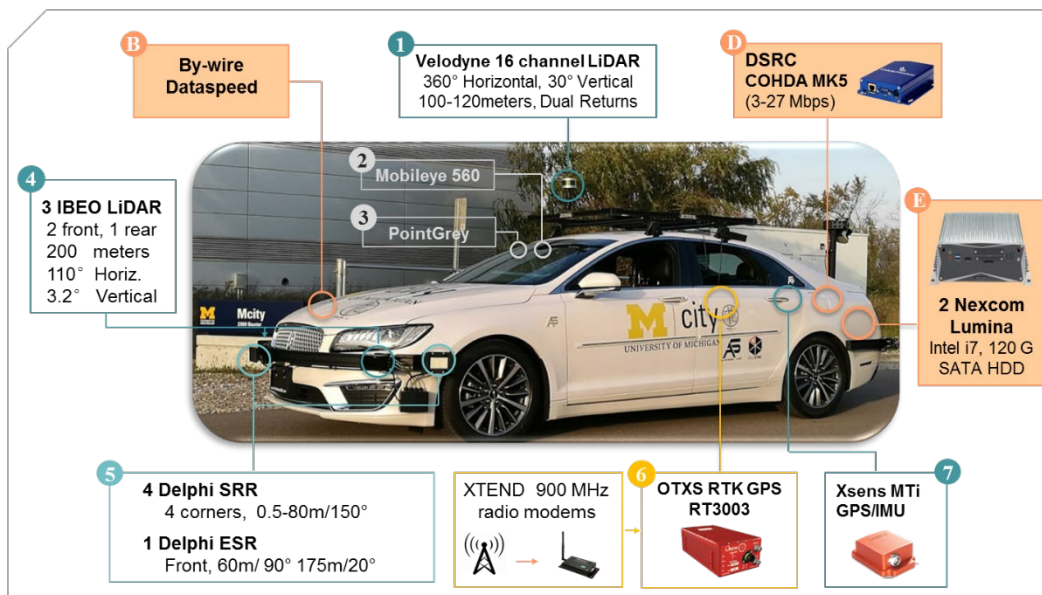 B
By-wire
Dataspeed
1
Velodyne 16 channel LiDAR
360° Horizontal, 30° Vertical
100-120meters, Dual Returns
D
DSRC
COHDA MK5
(3-27 Mbps)
2
Mobileye 560
3
PointGrey
4
3 IBEO LiDAR
2 front, 1 rear
200 meters
110° Horiz.
3.2° Vertical
E
2 Nexcom
Lumina
Intel i7, 120 G
SATA HDD
M
Mcity
M city
UNIVERSITY OF MICHIGAN
5
4 Delphi SRR
4 corners, 0.5-80m/150°
1 Delphi ESR
Front, 60m/ 90° 175m/20°
XTEND 900 MHz
radio modems
6
OTXS RTK GPS
RT3003
7
Xsens MTi
GPS/IMU